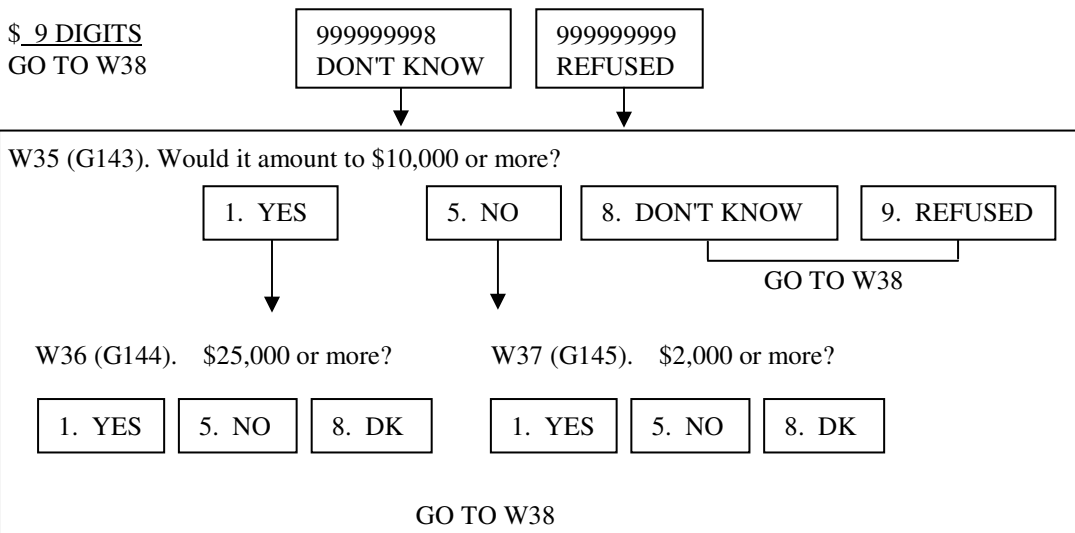 $ 9 DIGITS
GO TO W38
999999998
DON'T KNOW
999999999
REFUSED
W35 (G143). Would it amount to $10,000 or more?
1. YES
5. NO
8. DON'T KNOW
9. REFUSED
GO TO W38
W36 (G144). $25,000 or more?
W37 (G145). $2,000 or more?
1. YES
5. NO
8. DK
1. YES
5. NO
8. DK
GO TO W38